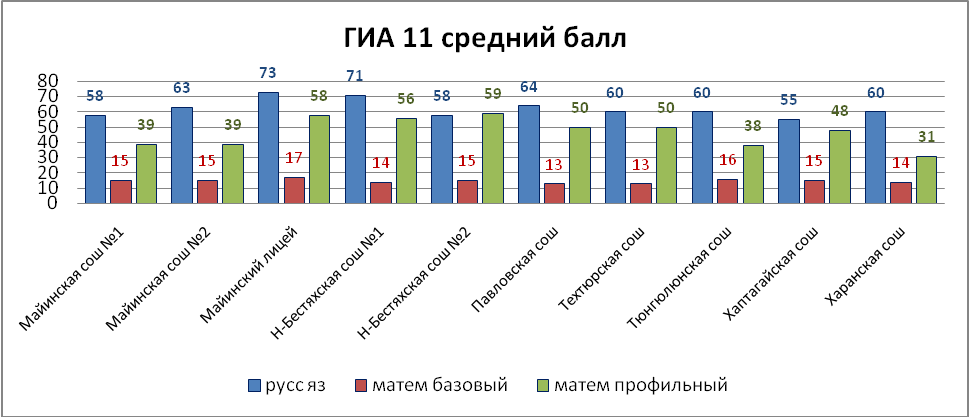 ГИА 11 средний балл
80
70
60
50
40
30
20
10
0
58 15 39
63 15 39
73 17 58
71 14 56
58 15 59
64 13 50
60 13 50
60 16 38
55 15 48
60 14 31
Майинская сош №1
Майинская сош №2
Майинский лицей
Н-Бестяхская сош №1
Н-Бестяхская сош №2
Павловская сош
Техтюрская сош
Тюнгюлюнская сош
Хаптагайская сош
Харанская сош
русс яз матем базовый матем профильный